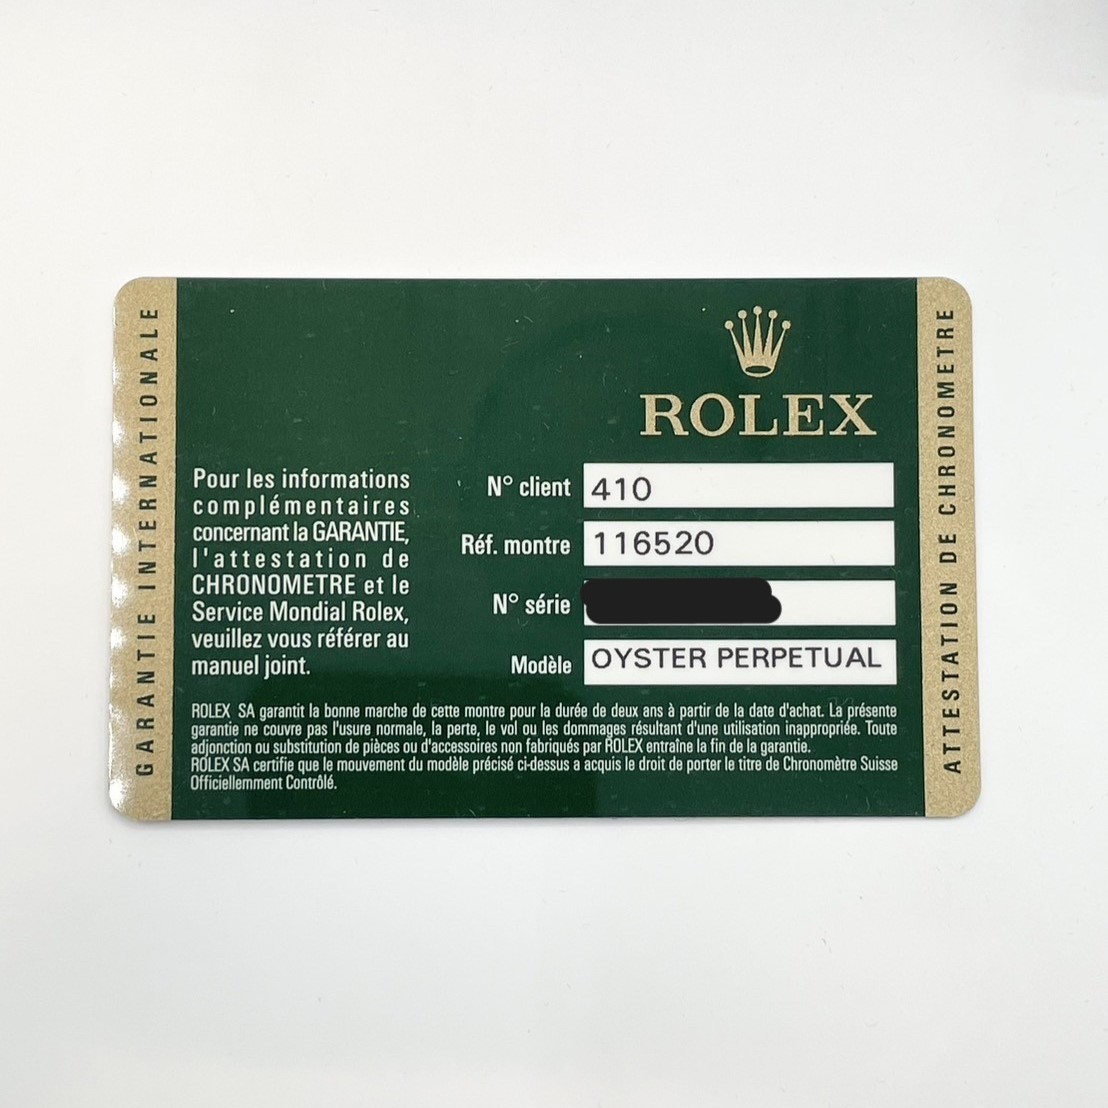 GARANTIE INTERNATIONALE
ROLEX
Pour les informations
complémentaires
concernant la GARANTIE,
l'attestation de
CHRONOMETRE et le
Service Mondial Rolex,
veuillez vous référer au
manuel joint.
N° client 410
Réf. montre 116520
N° série
Modèle OYSTER PERPETUAL
ROLEX SA garantit la bonne marche de cette montre pour la durée de deux ans à partir de la date d'achat. La présente
garantie ne couvre pas l'usure normale, la perte, le vol ou les dommages résultant d'une utilisation inappropriée. Toute
adjonction ou substitution de pièces ou d'accessoires non fabriqués par ROLEX entraîne la fin de la garantie.
ROLEX SA certifie que le mouvement du modèle précisé ci-dessus a acquis le droit de porter le titre de Chronomètre Suisse
Officiellemment Contrôlé.
ATTESTATION DE CHRONOMETRE